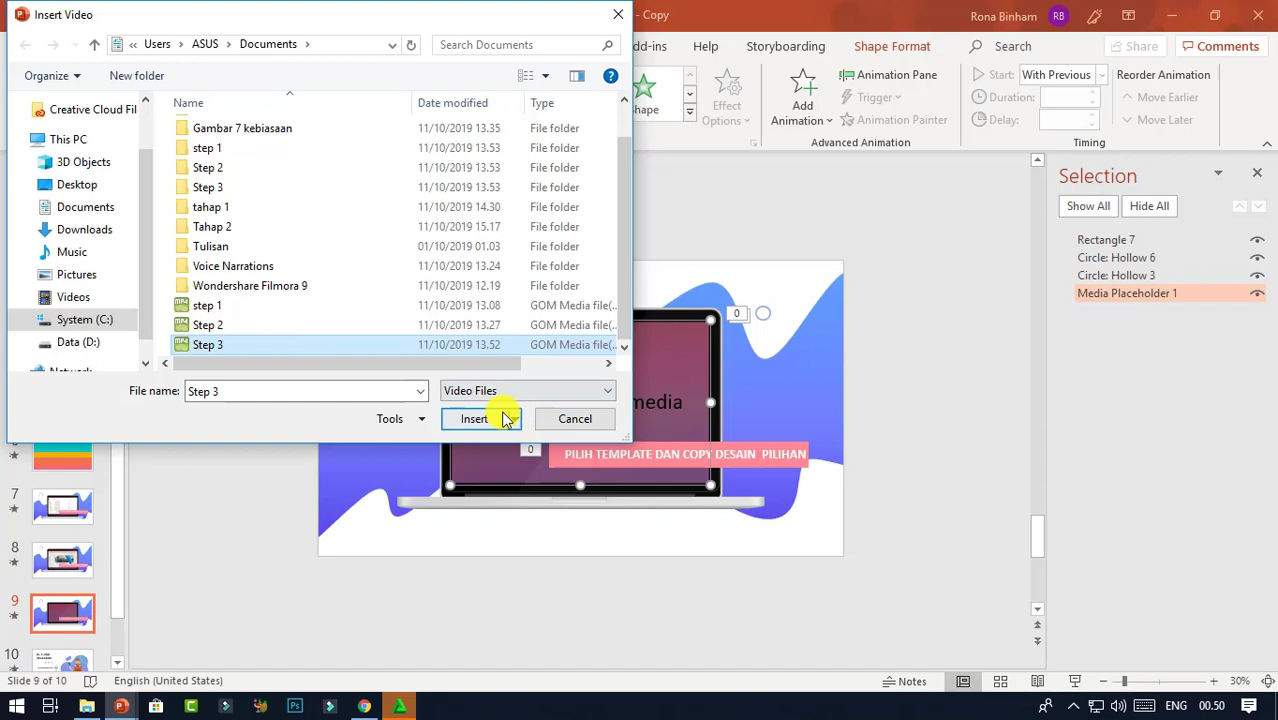 Insert Video
- Copy
Rona Binham
RB
Users
ASUS
Documents
Search Documents
dd-ins
Help
Storyboarding
Shape Format
Search
Share
Comments
Organize
New folder
hape
Effect
Options
Add
Animation
Animation Pane
Trigger
Animation Painter
Advanced Animation
Start:
With Previous
Duration:
Delay:
Reorder Animation
Move Earlier
Move Later
Timing
Creative Cloud Fil
This PC
3D Objects
Desktop
Documents
Downloads
Music
Pictures
Videos
System (C:)
Data (D:)
Name
Date modified
Type
Gambar 7 kebiasaan 11/10/2019 13.35 File folder
step 1 11/10/2019 13.53 File folder
Step 2 11/10/2019 13.53 File folder
Step 3 11/10/2019 13.53 File folder
tahap 1 11/10/2019 14.30 File folder
Tahap 2 11/10/2019 15.17 File folder
Tulisan 01/10/2019 01.03 File folder
Voice Narrations 11/10/2019 13.24 File folder
Wondershare Filmora 9 11/10/2019 12.19 File folder
step 1 11/10/2019 13.08 GOM Media file(...
Step 2 11/10/2019 13.27 GOM Media file(...
Step 3 11/10/2019 13.52 GOM Media file(...
File name:
Step 3
Video Files
Tools
Insert
Cancel
Selection
Show All
Hide All
Rectangle 7
Circle: Hollow 6
Circle: Hollow 3
Media Placeholder 1
0
media
0
PILIH TEMPLATE DAN COPY DESAIN PILIHAN
7
8
9
10
Slide 9 of 10
English (United States)
Notes
30%
ENG
00.50